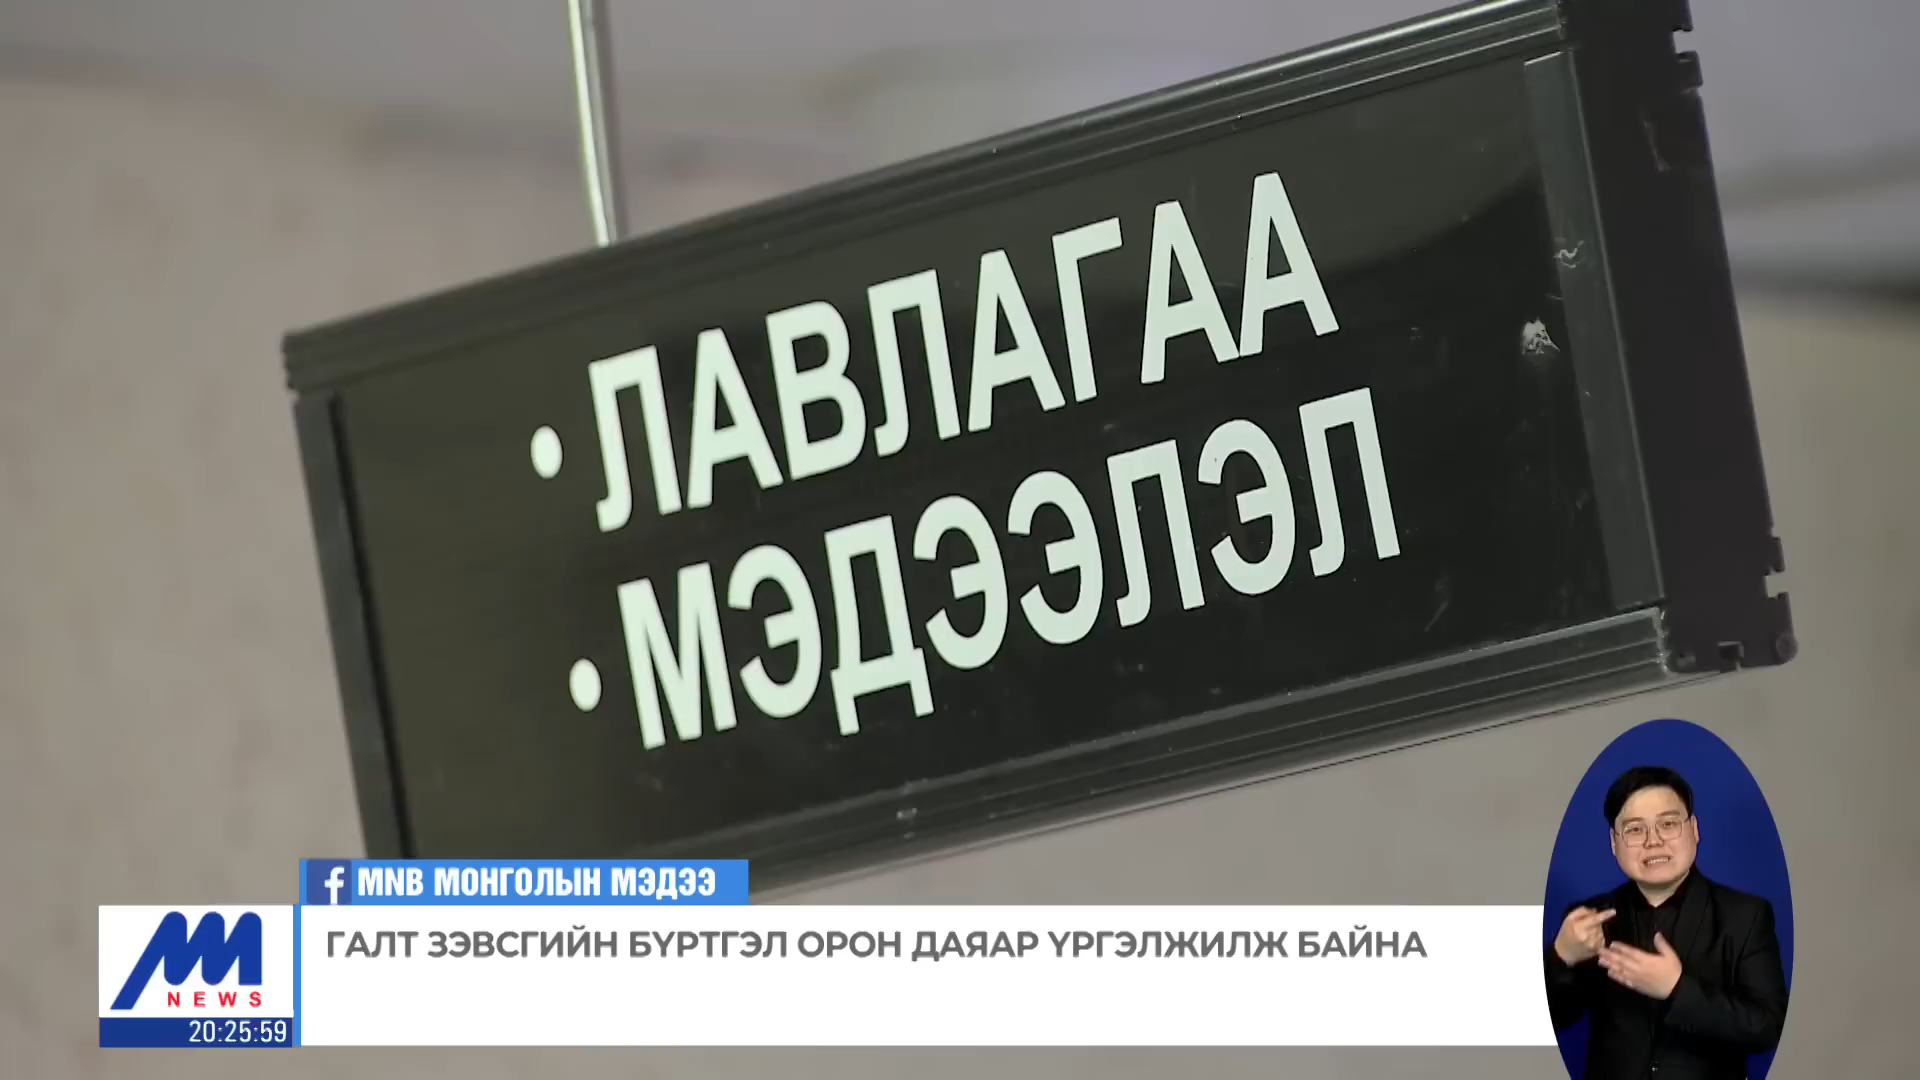 • ЛАВЛАГАА
• МЭДЭЭЛЭЛ
f MNB МОНГОЛЫН МЭДЭЭ
ГАЛТ ЗЭВСГИЙН БҮРТГЭЛ ОРОН ДАЯАР ҮРГЭЛЖИЛЖ БАЙНА
NEWS
20:25:59